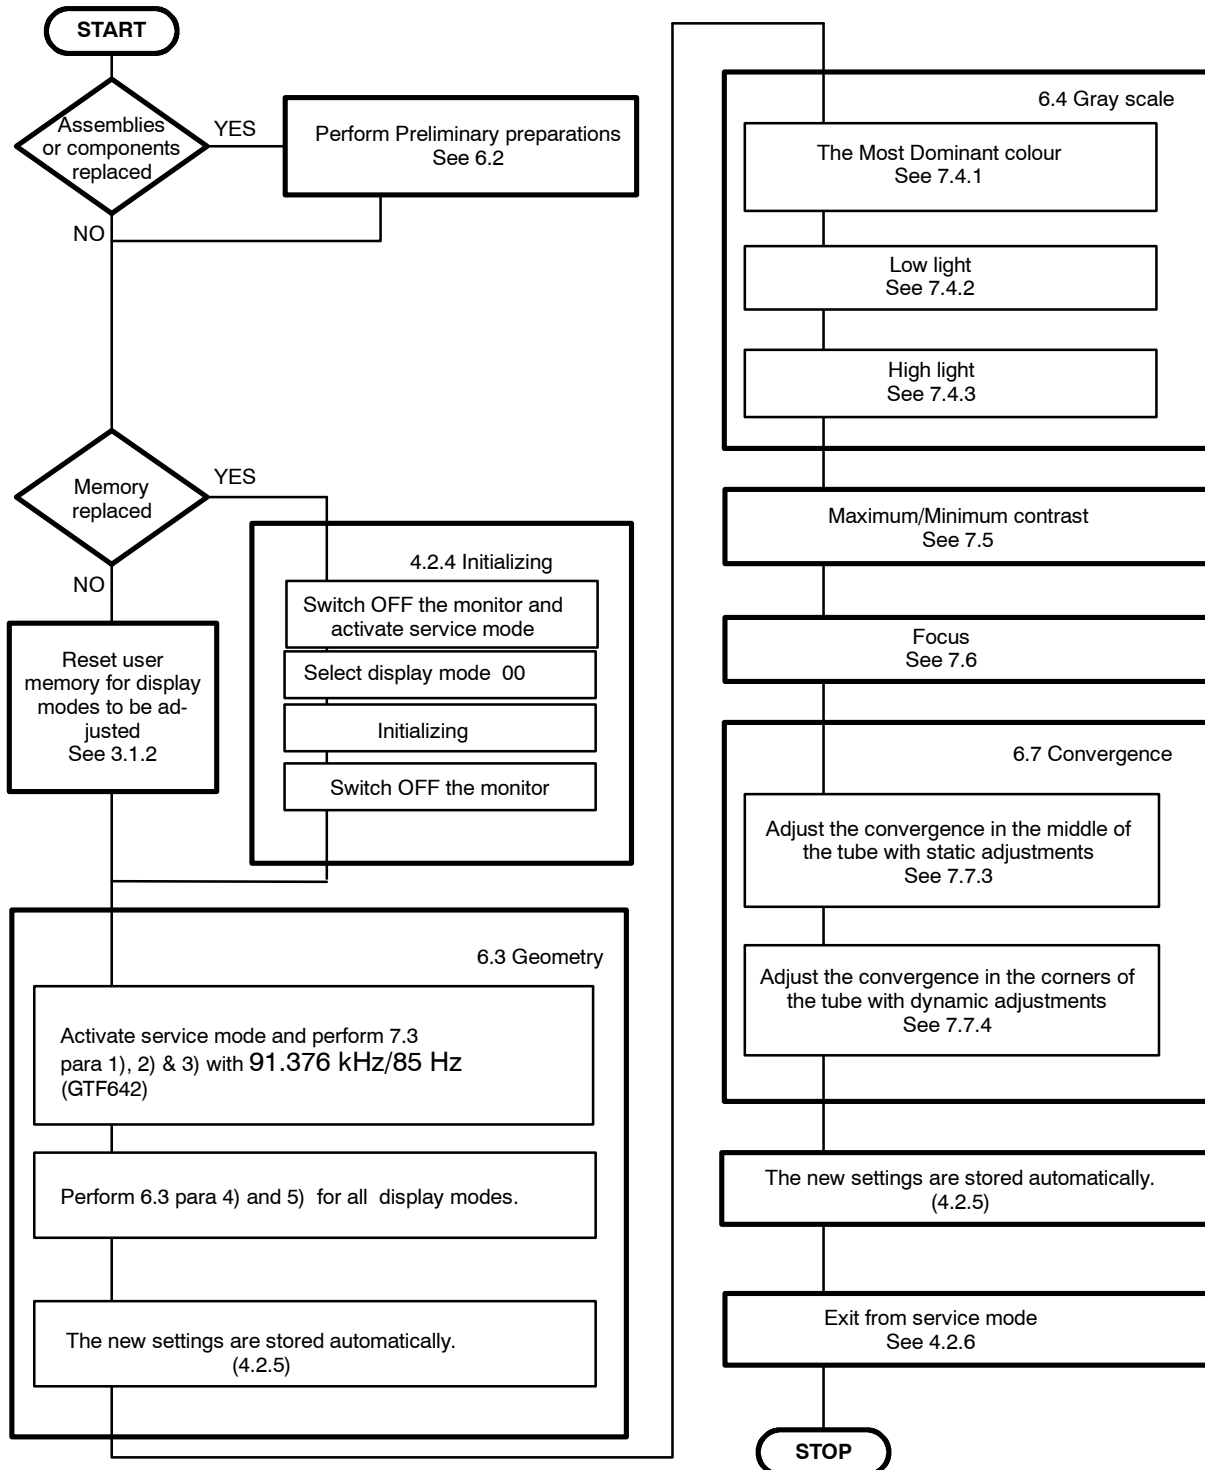 START
Assemblies
or components
replaced
YES
Perform Preliminary preparations
See 6.2
NO
Memory
replaced
YES
NO
Reset user
memory for display
modes to be ad-
justed
See 3.1.2
4.2.4 Initializing
Switch OFF the monitor and
activate service mode
Select display mode 00
Initializing
Switch OFF the monitor
6.3 Geometry
Activate service mode and perform 7.3
para 1), 2) & 3) with 91.376 kHz/85 Hz
(GTF642)
Perform 6.3 para 4) and 5) for all display modes.
The new settings are stored automatically.
(4.2.5)
6.4 Gray scale
The Most Dominant colour
See 7.4.1
Low light
See 7.4.2
High light
See 7.4.3
Maximum/Minimum contrast
See 7.5
Focus
See 7.6
6.7 Convergence
Adjust the convergence in the middle of
the tube with static adjustments
See 7.7.3
Adjust the convergence in the corners of
the tube with dynamic adjustments
See 7.7.4
The new settings are stored automatically.
(4.2.5)
Exit from service mode
See 4.2.6
STOP